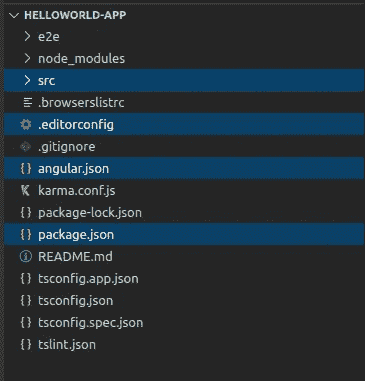 HELLOWORLD-APP
e2e
node_modules
src
.browserslistrc
.editorconfig
.gitignore
angular.json
karma.conf.js
package-lock.json
package.json
README.md
tsconfig.app.json
tsconfig.json
tsconfig.spec.json
tslint.json